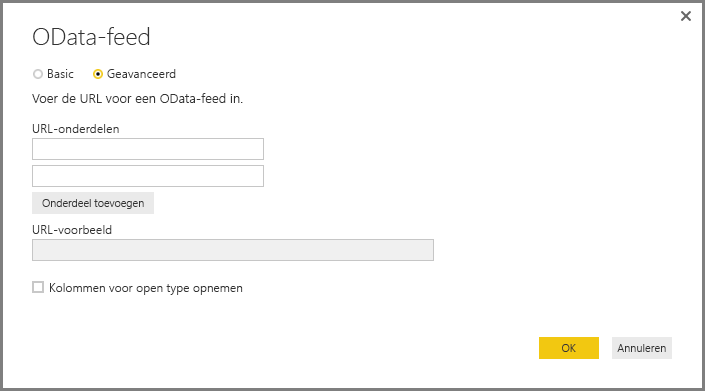 OData-feed
Basic Geavanceerd
Voer de URL voor een OData-feed in.
URL-onderdelen
Onderdeel toevoegen
URL-voorbeeld
Kolommen voor open type opnemen
OK Annuleren